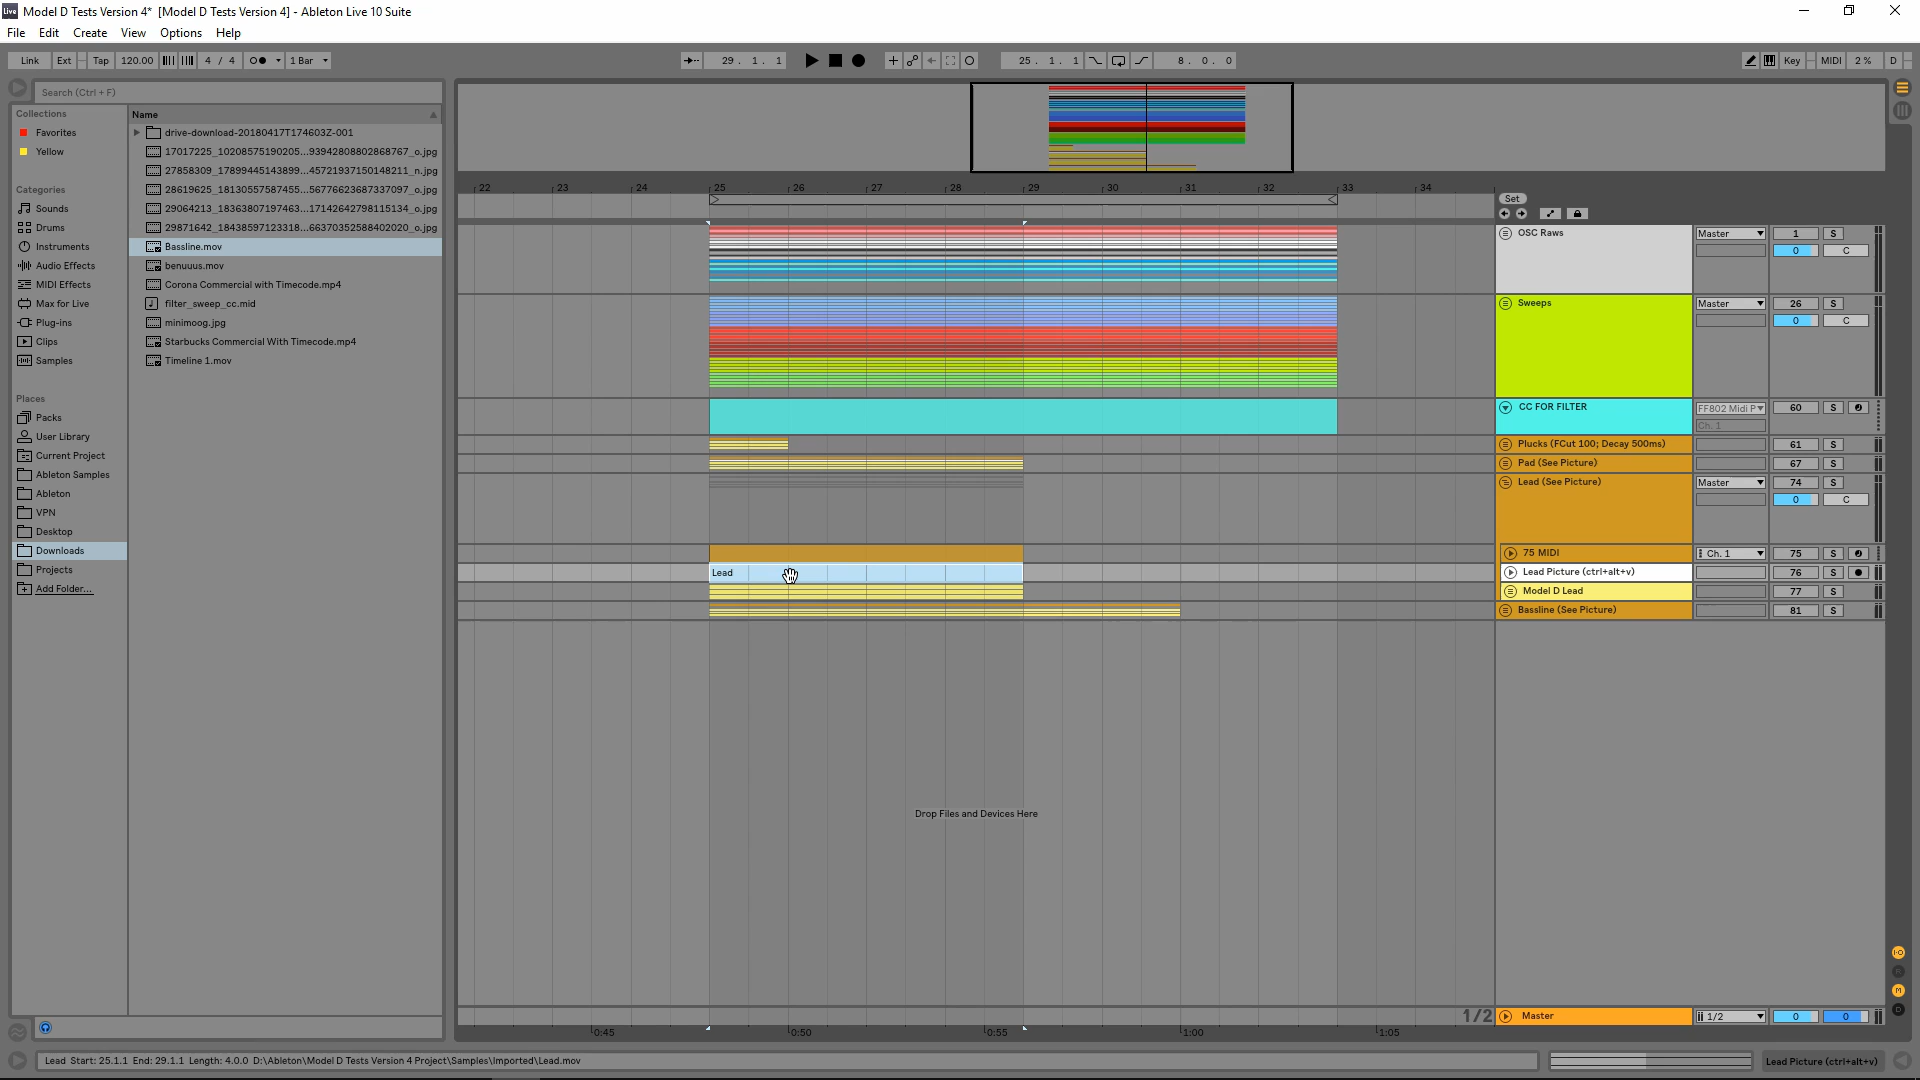 Live Model D Tests Version 4* [Model D Tests Version 4] - Ableton Live 10 Suite
File Edit Create View Options Help
Link Ext Tap 120.00 4 / 4 1 Bar 29 . 1 . 1 25 . 1 . 1 8 . 0 . 0 Key MIDI 2 % D
Search (Ctrl + F)
Collections
Favorites
Yellow
Categories
Sounds
Drums
Instruments
Audio Effects
MIDI Effects
Max for Live
Plug-ins
Clips
Samples
Places
Packs
User Library
Current Project
Ableton Samples
Ableton
VPN
Desktop
Downloads
Projects
Add Folder...
Name
drive-download-20180417T174603Z-001
17017225_10208575190205...93942808802868767_o.jpg
27858309_17899445143899...45721937150148211_n.jpg
28619625_18130557587455...56776623687337097_o.jpg
29064213_18363807197463...17142642798115134_o.jpg
29871642_18438597123318...66370352588402020_o.jpg
Bassline.mov
benuuus.mov
Corona Commercial with Timecode.mp4
filter_sweep_cc.mid
minimoog.jpg
Starbucks Commercial With Timecode.mp4
Timeline 1.mov
22 23 24 25 26 27 28 29 30 31 32 33 34
Set
OSC Raws Master 1 S
0 C
Sweeps Master 26 S
0 C
CC FOR FILTER FF802 Midi P 60 S
Ch. 1
Plucks (FCut 100; Decay 500ms) 61 S
Pad (See Picture) 67 S
Lead (See Picture) Master 74 S
0 C
75 MIDI Ch. 1 75 S
Lead Lead Picture (ctrl+alt+v) 76 S
Model D Lead 77 S
Bassline (See Picture) 81 S
Drop Files and Devices Here
1/2 Master 1/2 0 0
0:45 0:50 0:55 1:00 1:05
Lead Start: 25.1.1 End: 29.1.1 Length: 4.0.0 D:\Ableton\Model D Tests Version 4 Project\Samples\Imported\Lead.mov
Lead Picture (ctrl+alt+v)